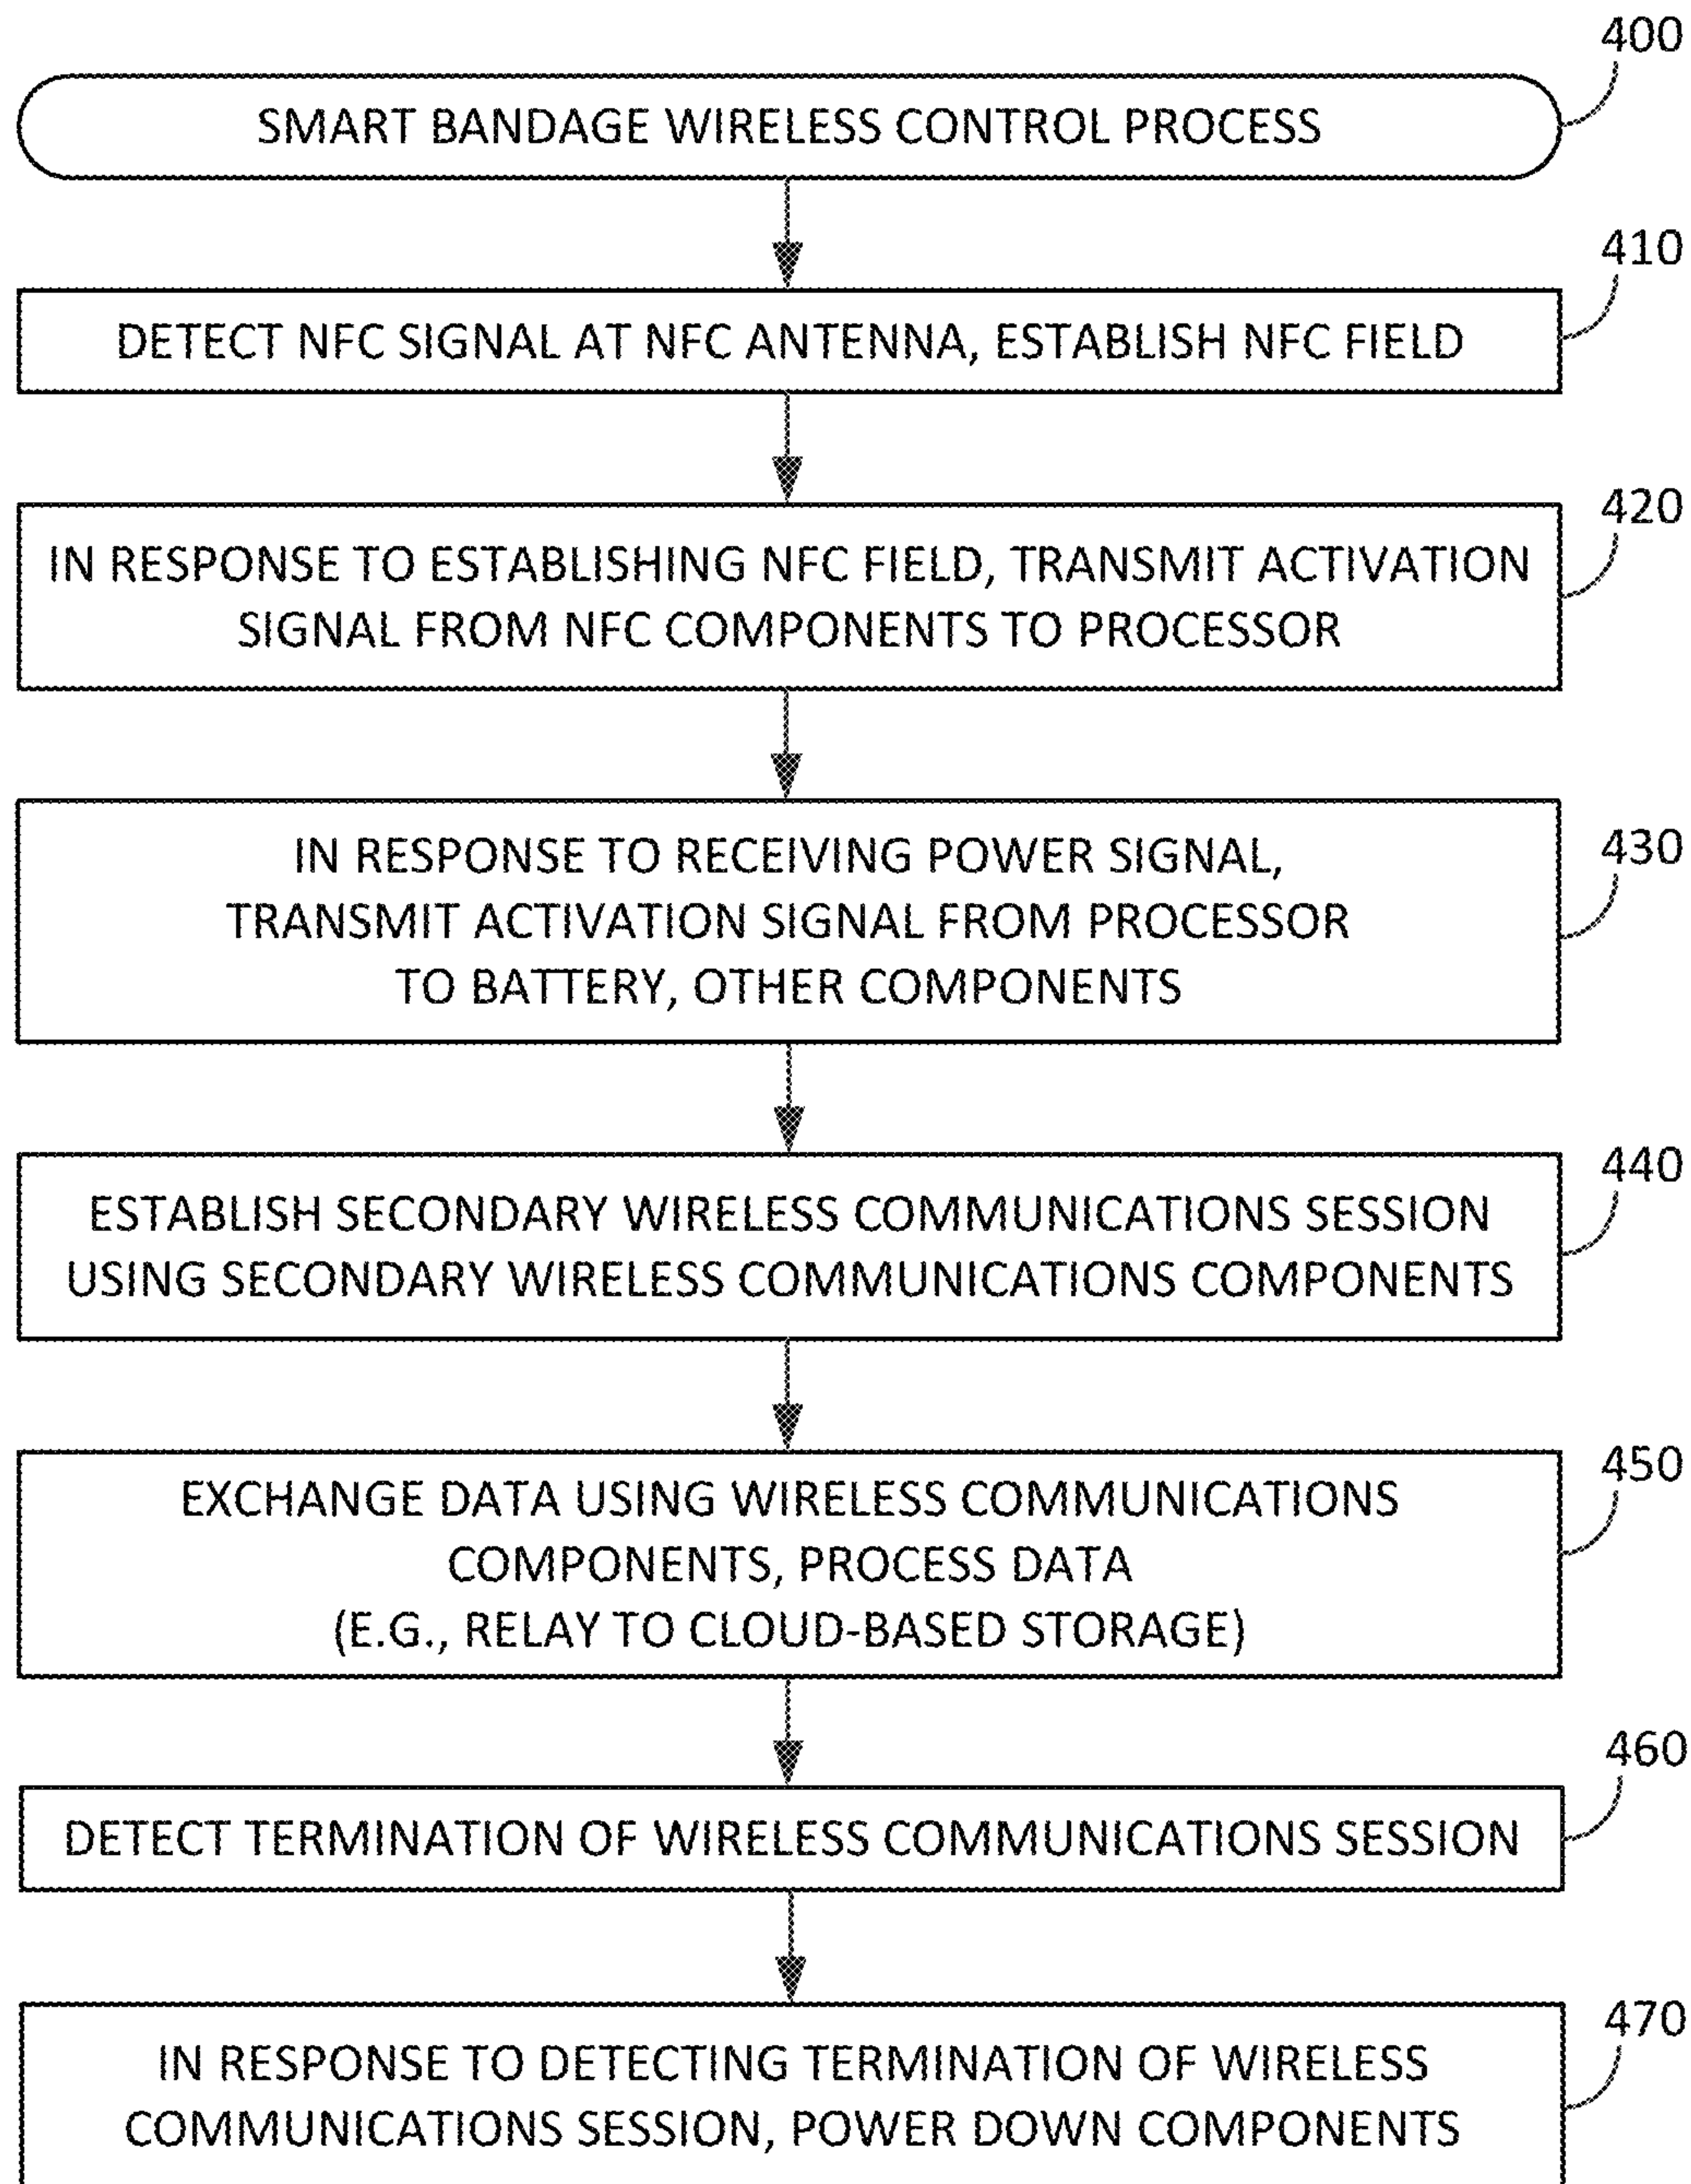 400
SMART BANDAGE WIRELESS CONTROL PROCESS
410
DETECT NFC SIGNAL AT NFC ANTENNA, ESTABLISH NFC FIELD
420
IN RESPONSE TO ESTABLISHING NFC FIELD, TRANSMIT ACTIVATION
SIGNAL FROM NFC COMPONENTS TO PROCESSOR
430
IN RESPONSE TO RECEIVING POWER SIGNAL,
TRANSMIT ACTIVATION SIGNAL FROM PROCESSOR
TO BATTERY, OTHER COMPONENTS
440
ESTABLISH SECONDARY WIRELESS COMMUNICATIONS SESSION
USING SECONDARY WIRELESS COMMUNICATIONS COMPONENTS
450
EXCHANGE DATA USING WIRELESS COMMUNICATIONS
COMPONENTS, PROCESS DATA
(E.G., RELAY TO CLOUD-BASED STORAGE)
460
DETECT TERMINATION OF WIRELESS COMMUNICATIONS SESSION
470
IN RESPONSE TO DETECTING TERMINATION OF WIRELESS
COMMUNICATIONS SESSION, POWER DOWN COMPONENTS